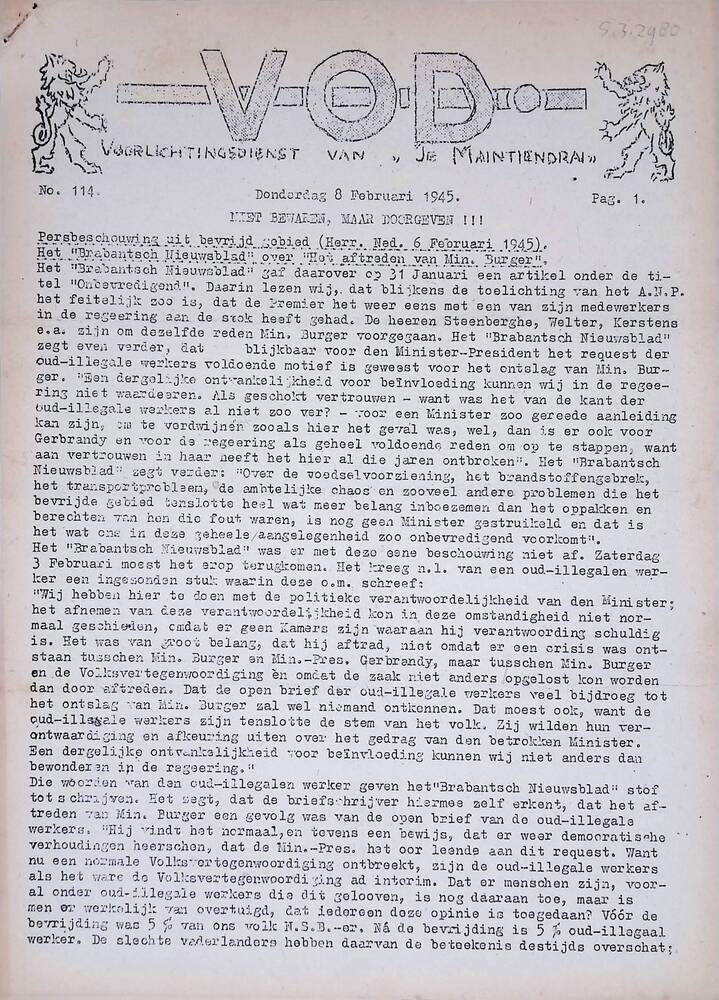 S.3.2980
V.O.D.
VOORLICHTINGSDIENST VAN „ JE MAINTIENDRAI„
No. 114.
Donderdag 8 Februari 1945.
Pag. 1.
NIET BEWAREN, MAAR DOORGEVEN !!!
Persbeschouwing uit bevrijd gebied (Herr. Ned. 6 Februari 1945).
Het "Brabantsch Nieuwsblad" over "Het aftreden van Min. Burger".
Het "Brabantsch Nieuwsblad" gaf daarover op 31 Januari een artikel onder de ti-
tel "Onbevredigend". Daarin lezen wij, dat blijkens de toelichting van het A.N.P.
het feitelijk zoo is, dat de Premier het weer eens met een van zijn medewerkers
in de regeering aan de stok heeft gehad. De heeren Steenberghe, Welter, Kerstens
e.a. zijn om dezelfde reden Min. Burger voorgegaan. Het "Brabantsch Nieuwsblad"
zegt even verder, dat blijkbaar voor den Minister-President het request der
oud-illegale werkers voldoende motief is geweest voor het ontslag van Min. Bur-
ger. "Een dergelijke ontvankelijkheid voor beïnvloeding kunnen wij in de regee-
ring niet waardeeren. Als geschokt vertrouwen - want was het van de kant der
oud-illegale werkers al niet zoo ver? - voor een Minister zoo gereede aanleiding
kan zijn, om te verdwijnen zooals hier het geval was, wel, dan is er ook voor
Gerbrandy en voor de regeering als geheel voldoende reden om op te stappen, want
aan vertrouwen in haar heeft het hier al die jaren ontbroken". Het "Brabantsch
Nieuwsblad" zegt verder: "Over de voedselvoorziening, het brandstoffengebrek,
het transportprobleem, de ambtelijke chaos en zooveel andere problemen die het
bevrijde gebied tenslotte heel wat meer belang inboezemen dan het oppakken en
berechten van hen die fout waren, is nog geen Minister gestruikeld en dat is
het wat ons in deze geheele aangelegenheid zoo onbevredigend voorkomt".
Het "Brabantsch Nieuwsblad" was er met deze eene beschouwing niet af. Zaterdag
3 Februari moest het erop terugkomen. Het kreeg n.l. van een oud-illegalen wer-
ker een ingezonden stuk waarin deze o.m. schreef:
"Wij hebben hier te doen met de politieke verantwoordelijkheid van den Minister;
het afnemen van deze verantwoordelijkheid kon in deze omstandigheid niet nor-
maal geschieden, omdat er geen Kamers zijn waaraan hij verantwoording schuldig
is. Het was van groot belang, dat hij aftrad, niet omdat er een crisis was ont-
staan tusschen Min. Burger en Min.-Pres. Gerbrandy, maar tusschen Min. Burger
en de Volksvertegenwoordiging èn omdat de zaak niet anders opgelost kon worden
dan door aftreden. Dat de open brief der oud-illegale werkers veel bijdroeg tot
het ontslag van Min. Burger zal wel niemand ontkennen. Dat moest ook, want de
oud-illegale werkers zijn tenslotte de stem van het volk. Zij wilden hun ver-
ontwaardiging en afkeuring uiten over het gedrag van den betrokken Minister.
Een dergelijke ontvankelijkheid voor beïnvloeding kunnen wij niet anders dan
bewonderen in de regeering."
Die woorden van den oud-illegalen werker geven het"Brabantsch Nieuwsblad" stof
tot schrijven. Het zegt, dat de briefschrijver hiermee zelf erkent, dat het af-
treden van Min. Burger een gevolg was van de open brief van de oud-illegale
werkers. "Hij vindt het normaal,en tevens een bewijs, dat er weer democratische
verhoudingen heerschen, dat de Min.-Pres. het oor leende aan dit request. Want
nu een normale Volksvertegenwoordiging ontbreekt, zijn de oud-illegale werkers
als het ware de Volksvertegenwoordiging ad interim. Dat er menschen zijn, voor-
al onder oud-illegale werkers die dit gelooven, is nog daaraan toe, maar is
men er werkelijk van overtuigd, dat iedereen deze opinie is toegedaan? Vóór de
bevrijding was 5 % van ons volk N.S.B.-er. Ná de bevrijding is 5 % oud-illegaal
werker. De slechte vaderlanders hebben daarvan de beteekenis destijds overschat;